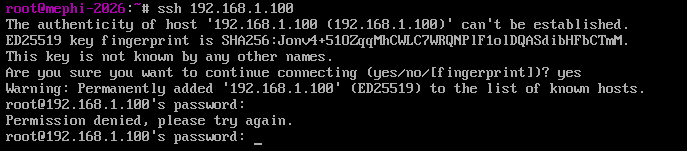 root@mephi-2026:~# ssh 192.168.1.100
The authenticity of host '192.168.1.100 (192.168.1.100)' can't be established.
ED25519 key fingerprint is SHA256:Jonv4+51OZqqMhCWLC7WRQNPlF1olDQASdibHFbCTmM.
This key is not known by any other names.
Are you sure you want to continue connecting (yes/no/[fingerprint])? yes
Warning: Permanently added '192.168.1.100' (ED25519) to the list of known hosts.
root@192.168.1.100's password:
Permission denied, please try again.
root@192.168.1.100's password: _